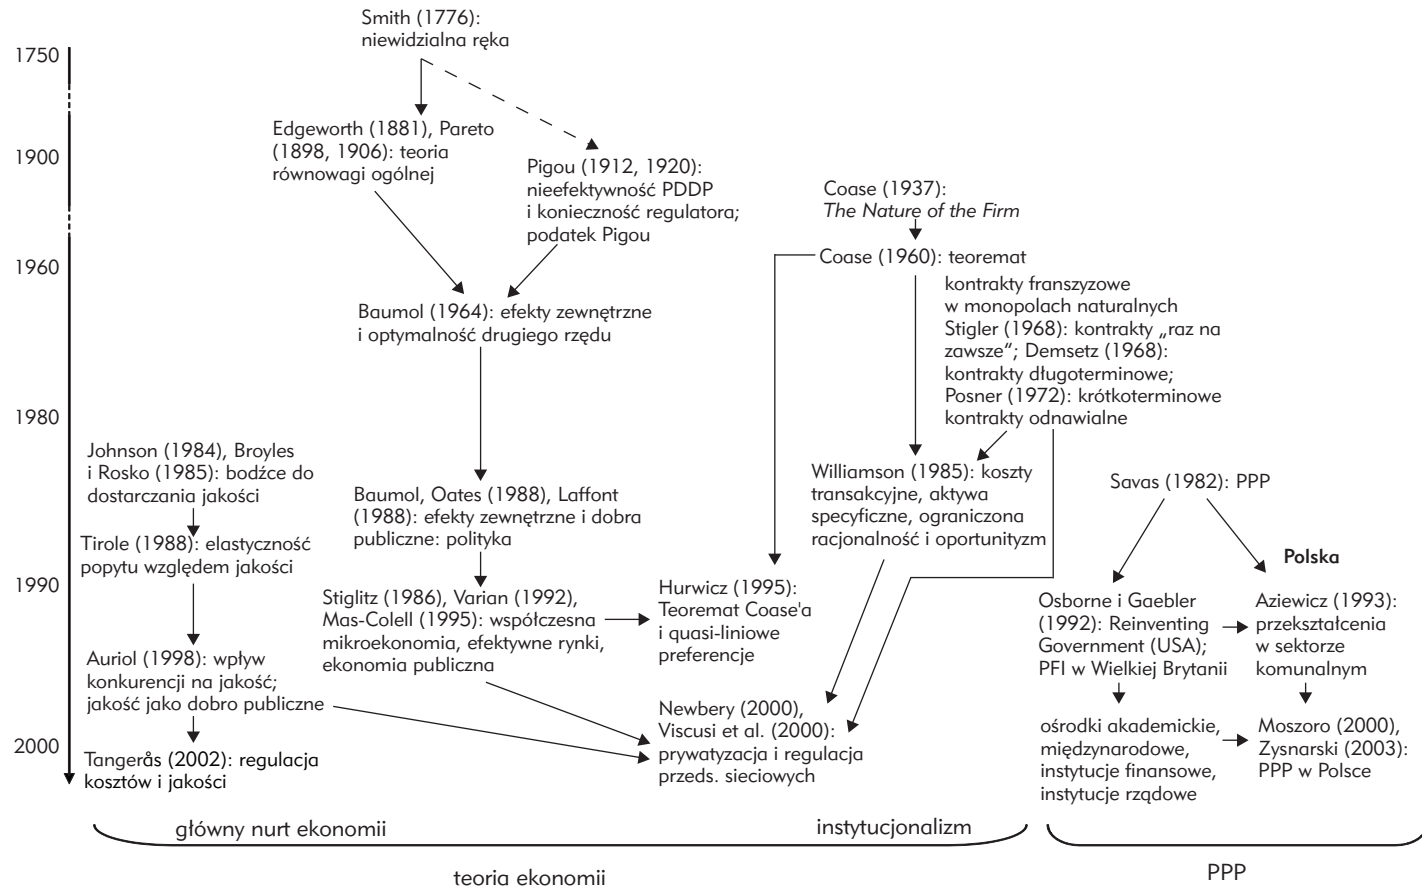 Smith (1776):
niewidzialna ręka
1750
1900
1960
1980
1990
2000
Edgeworth (1881), Pareto
(1898, 1906): teoria
równowagi ogólnej
Pigou (1912, 1920):
nieefektywność PDDP
i konieczność regulatora;
podatek Pigou
Baumol (1964): efekty zewnętrzne
i optymalność drugiego rzędu
Johnson (1984), Broyles
i Rosko (1985): bodźce do
dostarczania jakości
Tirole (1988): elastyczność
popytu względem jakości
Auriol (1998): wpływ
konkurencji na jakość;
jakość jako dobro publiczne
Tangerås (2002): regulacja
kosztów i jakości
Baumol, Oates (1988), Laffont
(1988): efekty zewnętrzne i dobra
publiczne: polityka
Stiglitz (1986), Varian (1992),
Mas-Colell (1995): współczesna
mikroekonomia, efektywne rynki,
ekonomia publiczna
Coase (1937):
The Nature of the Firm
Coase (1960): teoremat
kontrakty franszyzowe
w monopolach naturalnych
Stigler (1968): kontrakty „raz na
zawsze“; Demsetz (1968):
kontrakty długoterminowe;
Posner (1972): krótkoterminowe
kontrakty odnawialne
Williamson (1985): koszty
transakcyjne, aktywa
specyficzne, ograniczona
racjonalność i oportunityzm
Hurwicz (1995):
Teoremat Coase'a
i quasi-liniowe
preferencje
Newbery (2000),
Viscusi et al. (2000):
prywatyzacja i regulacja
przeds. sieciowych
Savas (1982): PPP
Polska
Osborne i Gaebler
(1992): Reinventing
Government (USA);
PFI w Wielkiej Brytanii
Aziewicz (1993):
przekształcenia
w sektorze
komunalnym
ośrodki akademickie,
międzynarodowe,
instytucje finansowe,
instytucje rządowe
Moszoro (2000),
Zysnarski (2003):
PPP w Polsce
główny nurt ekonomii
instytucjonalizm
teoria ekonomii
PPP